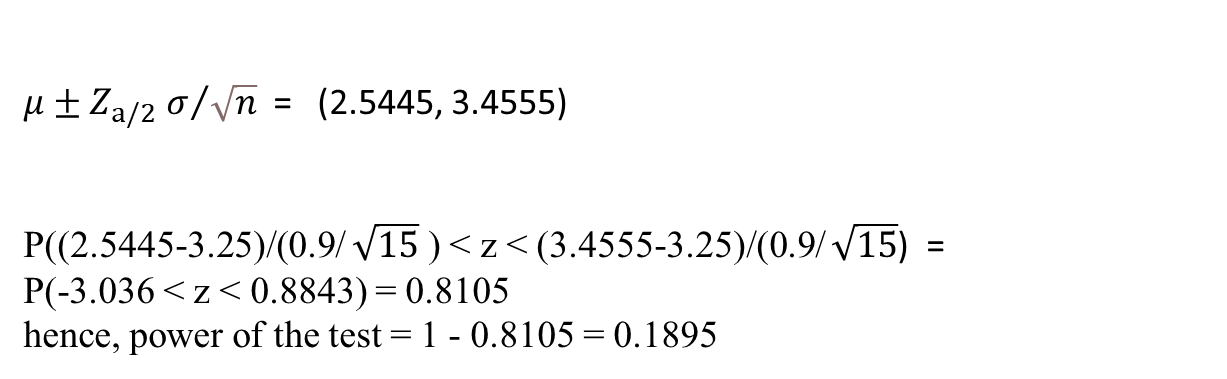 μ ± Z_{a/2} σ/√n = (2.5445, 3.4555)
P((2.5445-3.25)/(0.9/ √15 ) < z < (3.4555-3.25)/(0.9/ √15) =
P(-3.036 < z < 0.8843) = 0.8105
hence, power of the test = 1 - 0.8105 = 0.1895